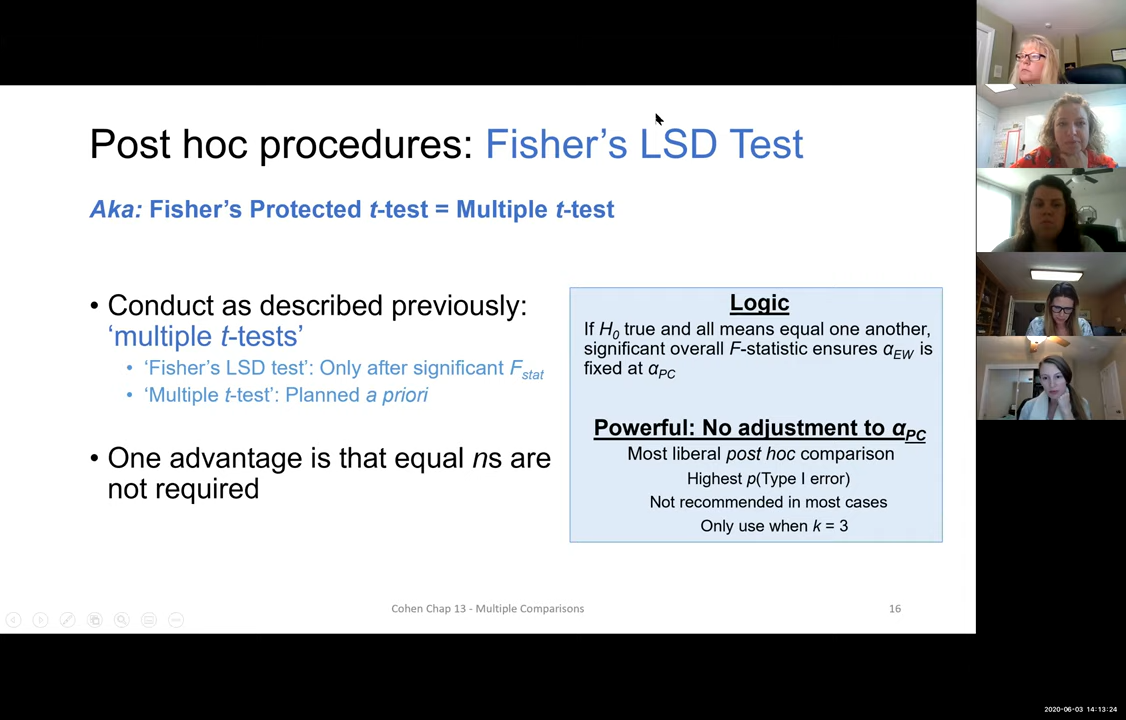 Post hoc procedures: Fisher’s LSD Test
Aka: Fisher’s Protected t-test = Multiple t-test
• Conduct as described previously:
‘multiple t-tests’
• ‘Fisher’s LSD test’: Only after significant Fstat
• ‘Multiple t-test’: Planned a priori
• One advantage is that equal ns are
not required
Logic
If H0 true and all means equal one another,
significant overall F-statistic ensures αEW is
fixed at αPC
Powerful: No adjustment to αPC
Most liberal post hoc comparison
Highest p(Type I error)
Not recommended in most cases
Only use when k = 3
Cohen Chap 13 - Multiple Comparisons
16
2020-06-03 14:13:24